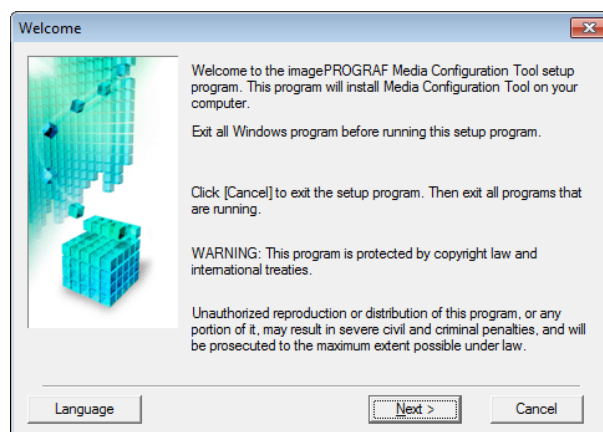 Welcome
Welcome to the imagePROGRAF Media Configuration Tool setup
program. This program will install Media Configuration Tool on your
computer.
Exit all Windows program before running this setup program.
Click [Cancel] to exit the setup program. Then exit all programs that
are running.
WARNING: This program is protected by copyright law and
international treaties.
Unauthorized reproduction or distribution of this program, or any
portion of it, may result in severe civil and criminal penalties, and will
be prosecuted to the maximum extent possible under law.
Language
Next >
Cancel